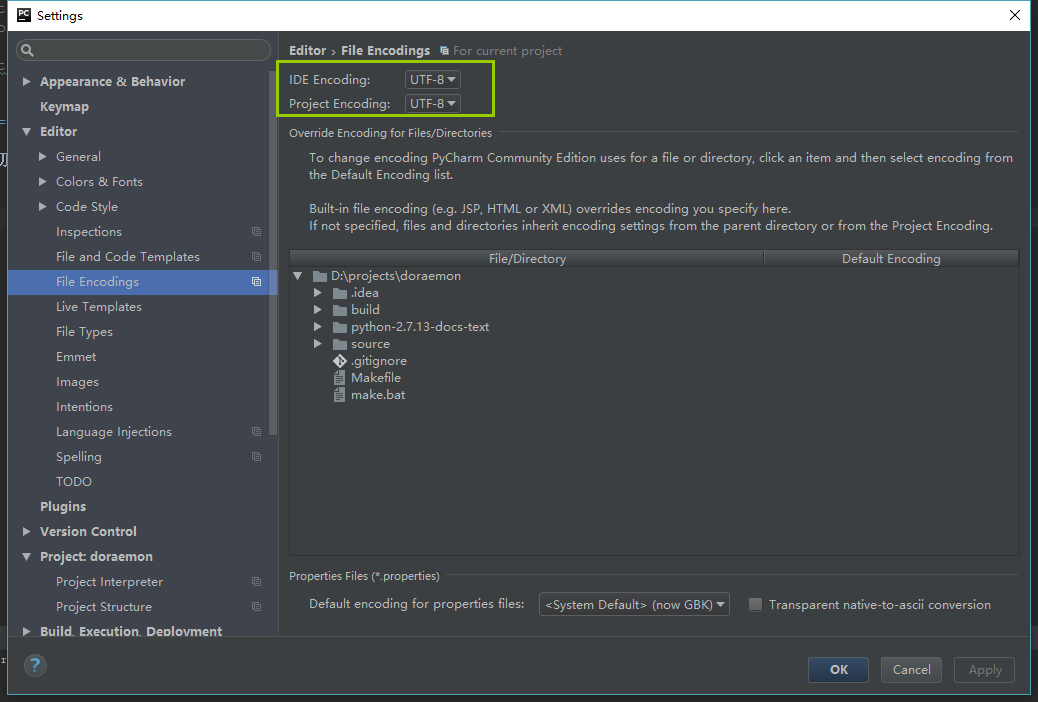 PC Settings
Editor › File Encodings For current project
Appearance & Behavior
Keymap
Editor
General
Colors & Fonts
Code Style
Inspections
File and Code Templates
File Encodings
Live Templates
File Types
Emmet
Images
Intentions
Language Injections
Spelling
TODO
Plugins
Version Control
Project: doraemon
Project Interpreter
Project Structure
Build, Execution, Deployment
IDE Encoding: UTF-8
Project Encoding: UTF-8
Override Encoding for Files/Directories
To change encoding PyCharm Community Edition uses for a file or directory, click an item and then select encoding from
the Default Encoding list.
Built-in file encoding (e.g. JSP, HTML or XML) overrides encoding you specify here.
If not specified, files and directories inherit encoding settings from the parent directory or from the Project Encoding.
File/Directory Default Encoding
D:\projects\doraemon
.idea
build
python-2.7.13-docs-text
source
.gitignore
Makefile
make.bat
Properties Files (*.properties)
Default encoding for properties files: <System Default> (now GBK) Transparent native-to-ascii conversion
? OK Cancel Apply